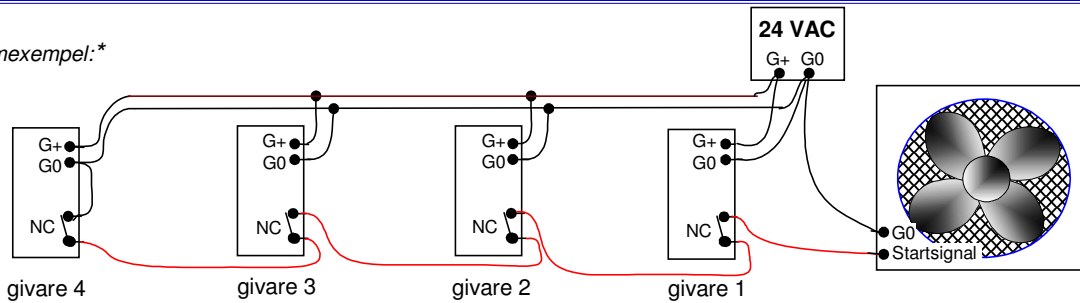 24 VAC
G+ G0
G+
G0
NC
givare 4
G+
G0
NC
givare 3
G+
G0
NC
givare 2
G+
G0
NC
givare 1
G0
Startsignal